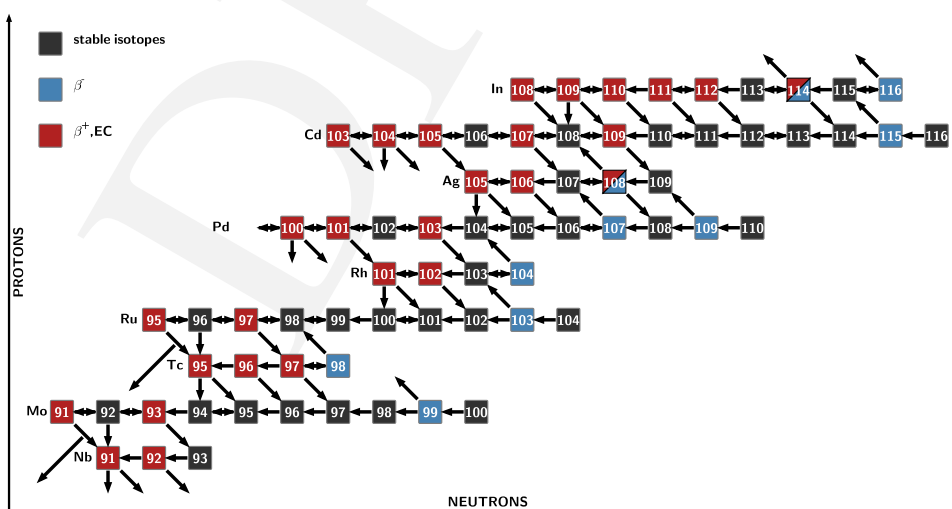 stable isotopes
β⁻
β⁺,EC
In 108 109 110 111 112 113 114 115 116
Cd 103 104 105 106 107 108 109 110 111 112 113 114 115 116
Ag 105 106 107 108 109
Pd 100 101 102 103 104 105 106 107 108 109 110
Rh 101 102 103 104
Ru 95 96 97 98 99 100 101 102 103 104
Tc 95 96 97 98
Mo 91 92 93 94 95 96 97 98 99 100
Nb 91 92 93
PROTONS
NEUTRONS